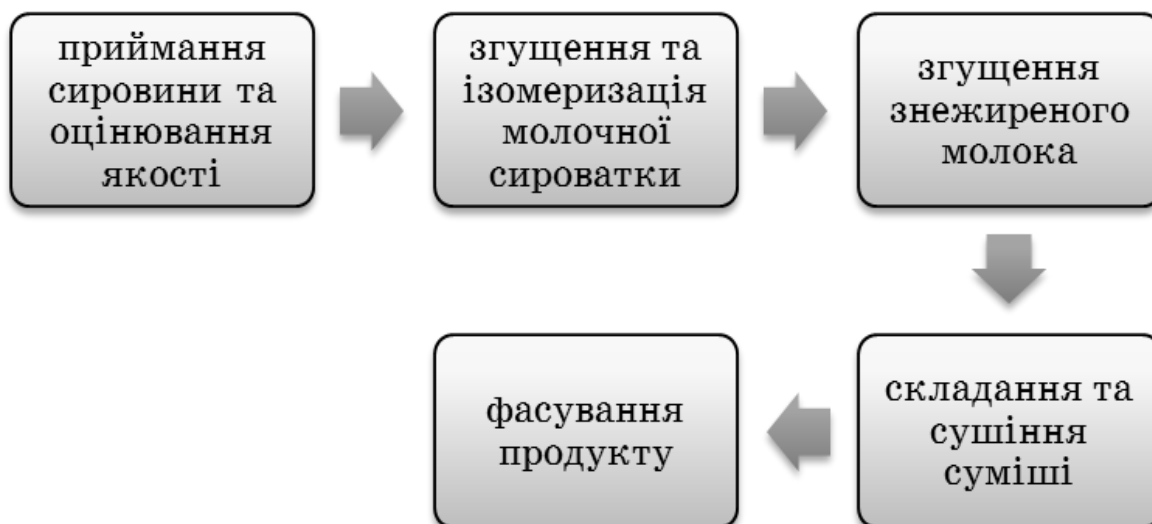 приймання
сировини та
оцінювання
якості
згущення та
ізомеризація
молочної
сироватки
згущення
знежиреного
молока
складання та
сушіння
суміші
фасування
продукту